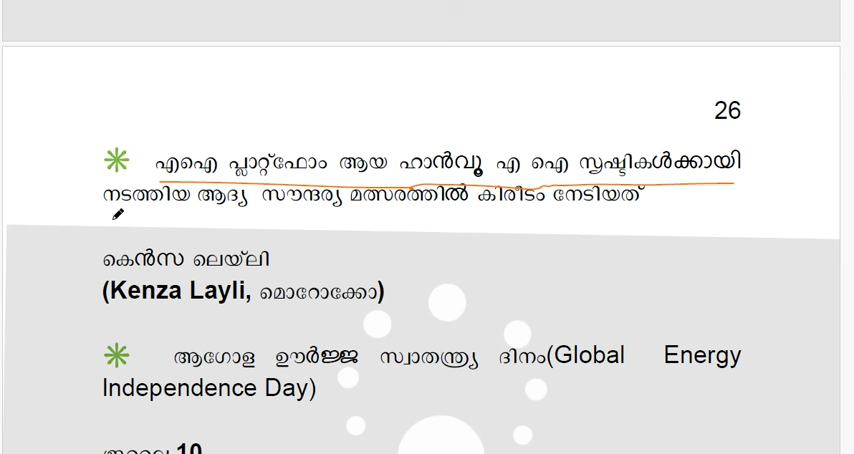 26
✳ എഐ പ്ലാറ്റ്ഫോം ആയ ഹാൻവൂ എ ഐ സൃഷ്ടികൾക്കായി
നടത്തിയ ആദ്യ സൗന്ദര്യ മത്സരത്തിൽ കിരീടം നേടിയത്
കെൻസ ലെയ്ലി
(Kenza Layli, മൊറോക്കോ)
✳ ആഗോള ഊർജ്ജ സ്വാതന്ത്ര്യ ദിനം(Global Energy
Independence Day)
10